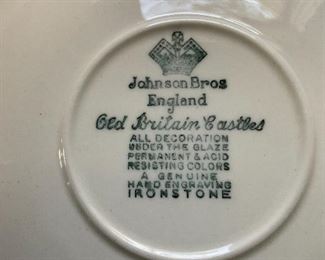 Johnson Bros
England
Old Britain Castles
ALL DECORATION
UNDER THE GLAZE
PERMANENT & ACID
RESISTING COLORS
A GENUINE
HAND ENGRAVING
IRONSTONE